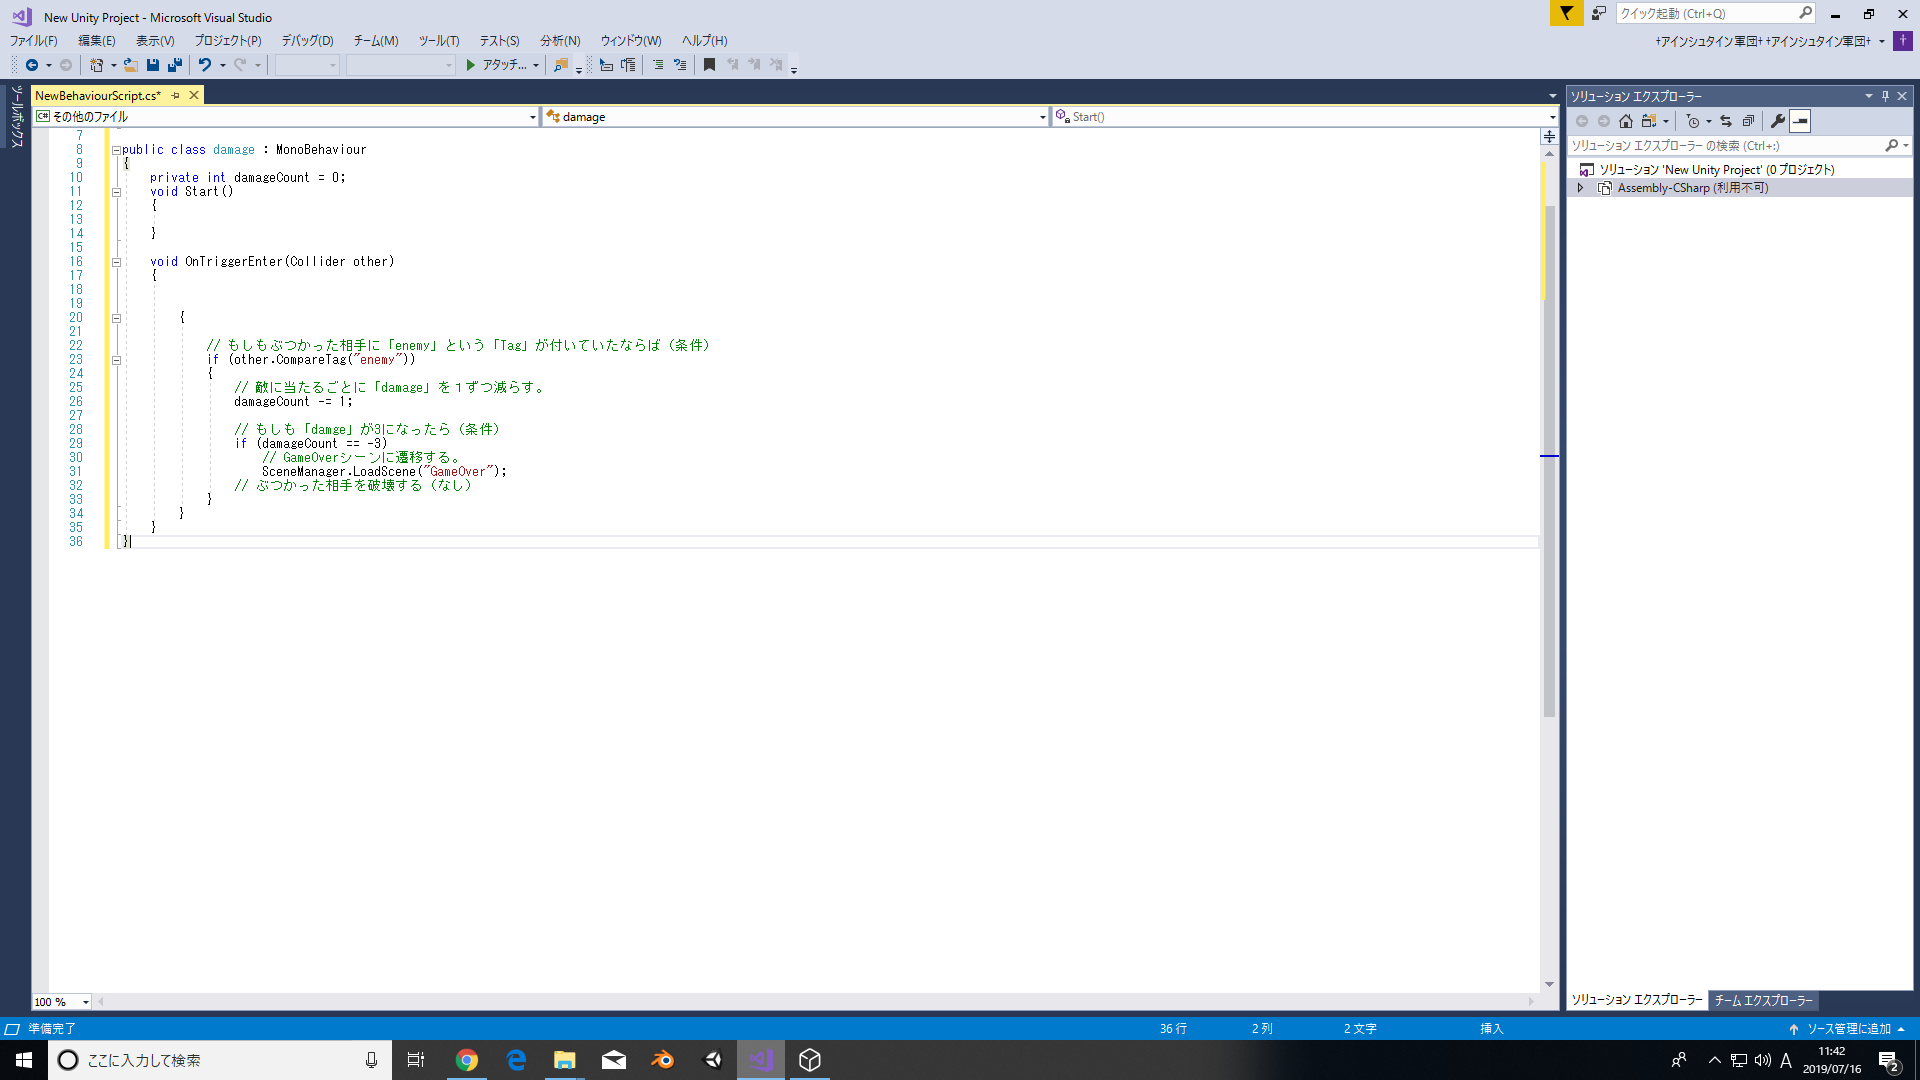 New Unity Project - Microsoft Visual Studio
クイック起動 (Ctrl+Q)
ファイル(F) 編集(E) 表示(V) プロジェクト(P) デバッグ(D) チーム(M) ツール(T) テスト(S) 分析(N) ウィンドウ(W) ヘルプ(H)
+アインシュタイン軍団+ +アインシュタイン軍団+
アタッチ...
ツールボックス
NewBehaviourScript.cs*
C# その他のファイル
damage
Start()
7
8 public class damage : MonoBehaviour
9 {
10 private int damageCount = 0;
11 void Start()
12 {
13
14 }
15
16 void OnTriggerEnter(Collider other)
17 {
18
19
20 {
21
22 // もしもぶつかった相手に「enemy」という「Tag」が付いていたならば（条件）
23 if (other.CompareTag("enemy"))
24 {
25 // 敵に当たるごとに「damage」を１ずつ減らす。
26 damageCount -= 1;
27
28 // もしも「damge」が3になったら（条件）
29 if (damageCount == -3)
30 // GameOverシーンに遷移する。
31 SceneManager.LoadScene("GameOver");
32 // ぶつかった相手を破壊する（なし）
33 }
34 }
35 }
36 }
100 %
ソリューション エクスプローラー
ソリューション エクスプローラー の検索 (Ctrl+:)
ソリューション 'New Unity Project' (0 プロジェクト)
Assembly-CSharp (利用不可)
ソリューション エクスプローラー チーム エクスプローラー
準備完了
36 行 2 列 2 文字 挿入
ソース管理に追加
ここに入力して検索
A
11:42
2019/07/16
2